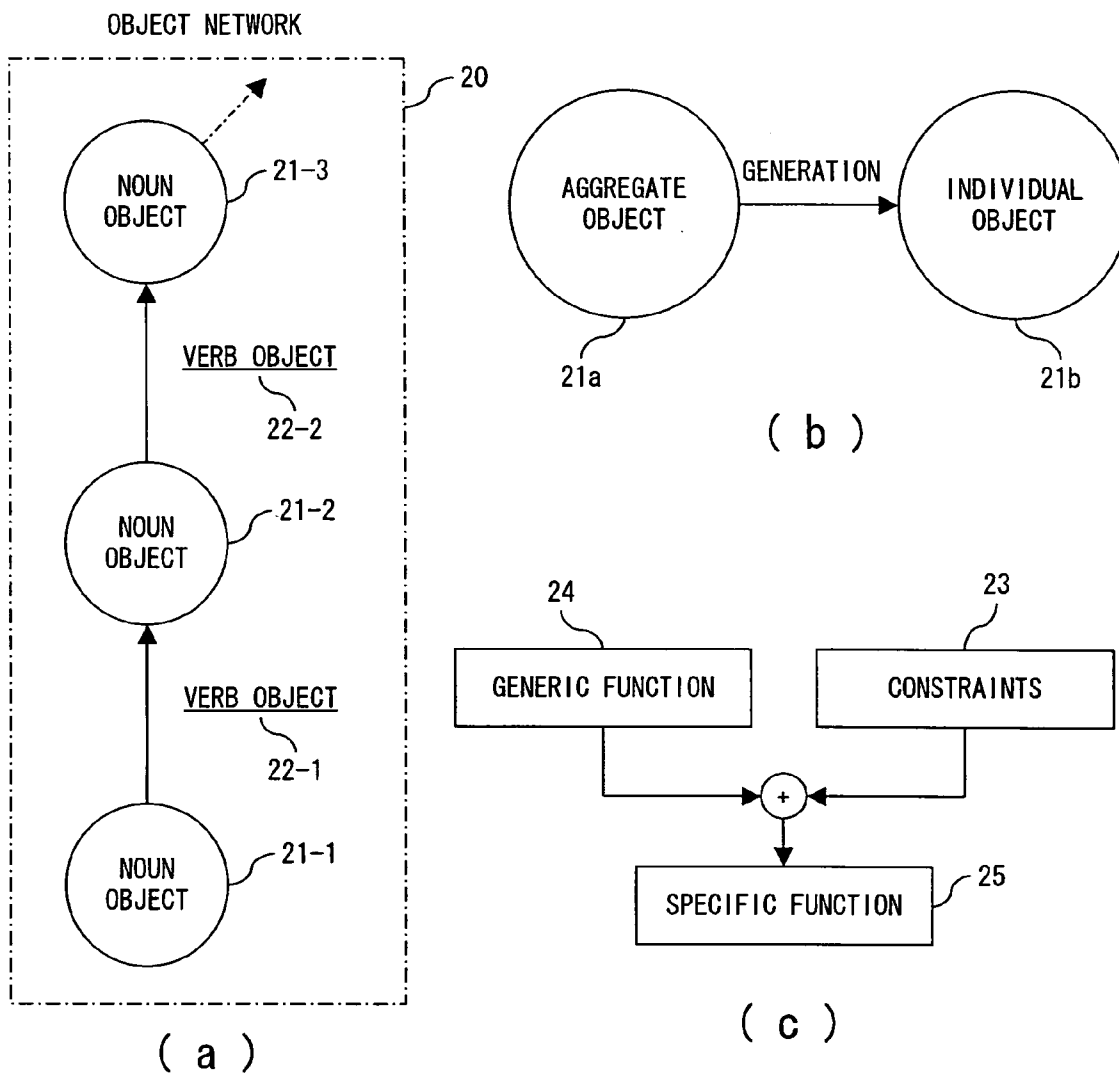 OBJECT NETWORK
20
NOUN
OBJECT
21-3
VERB OBJECT
22-2
NOUN
OBJECT
21-2
VERB OBJECT
22-1
NOUN
OBJECT
21-1
( a )
AGGREGATE
OBJECT
GENERATION
INDIVIDUAL
OBJECT
21a
21b
( b )
24
23
GENERIC FUNCTION
CONSTRAINTS
+
SPECIFIC FUNCTION
25
( c )